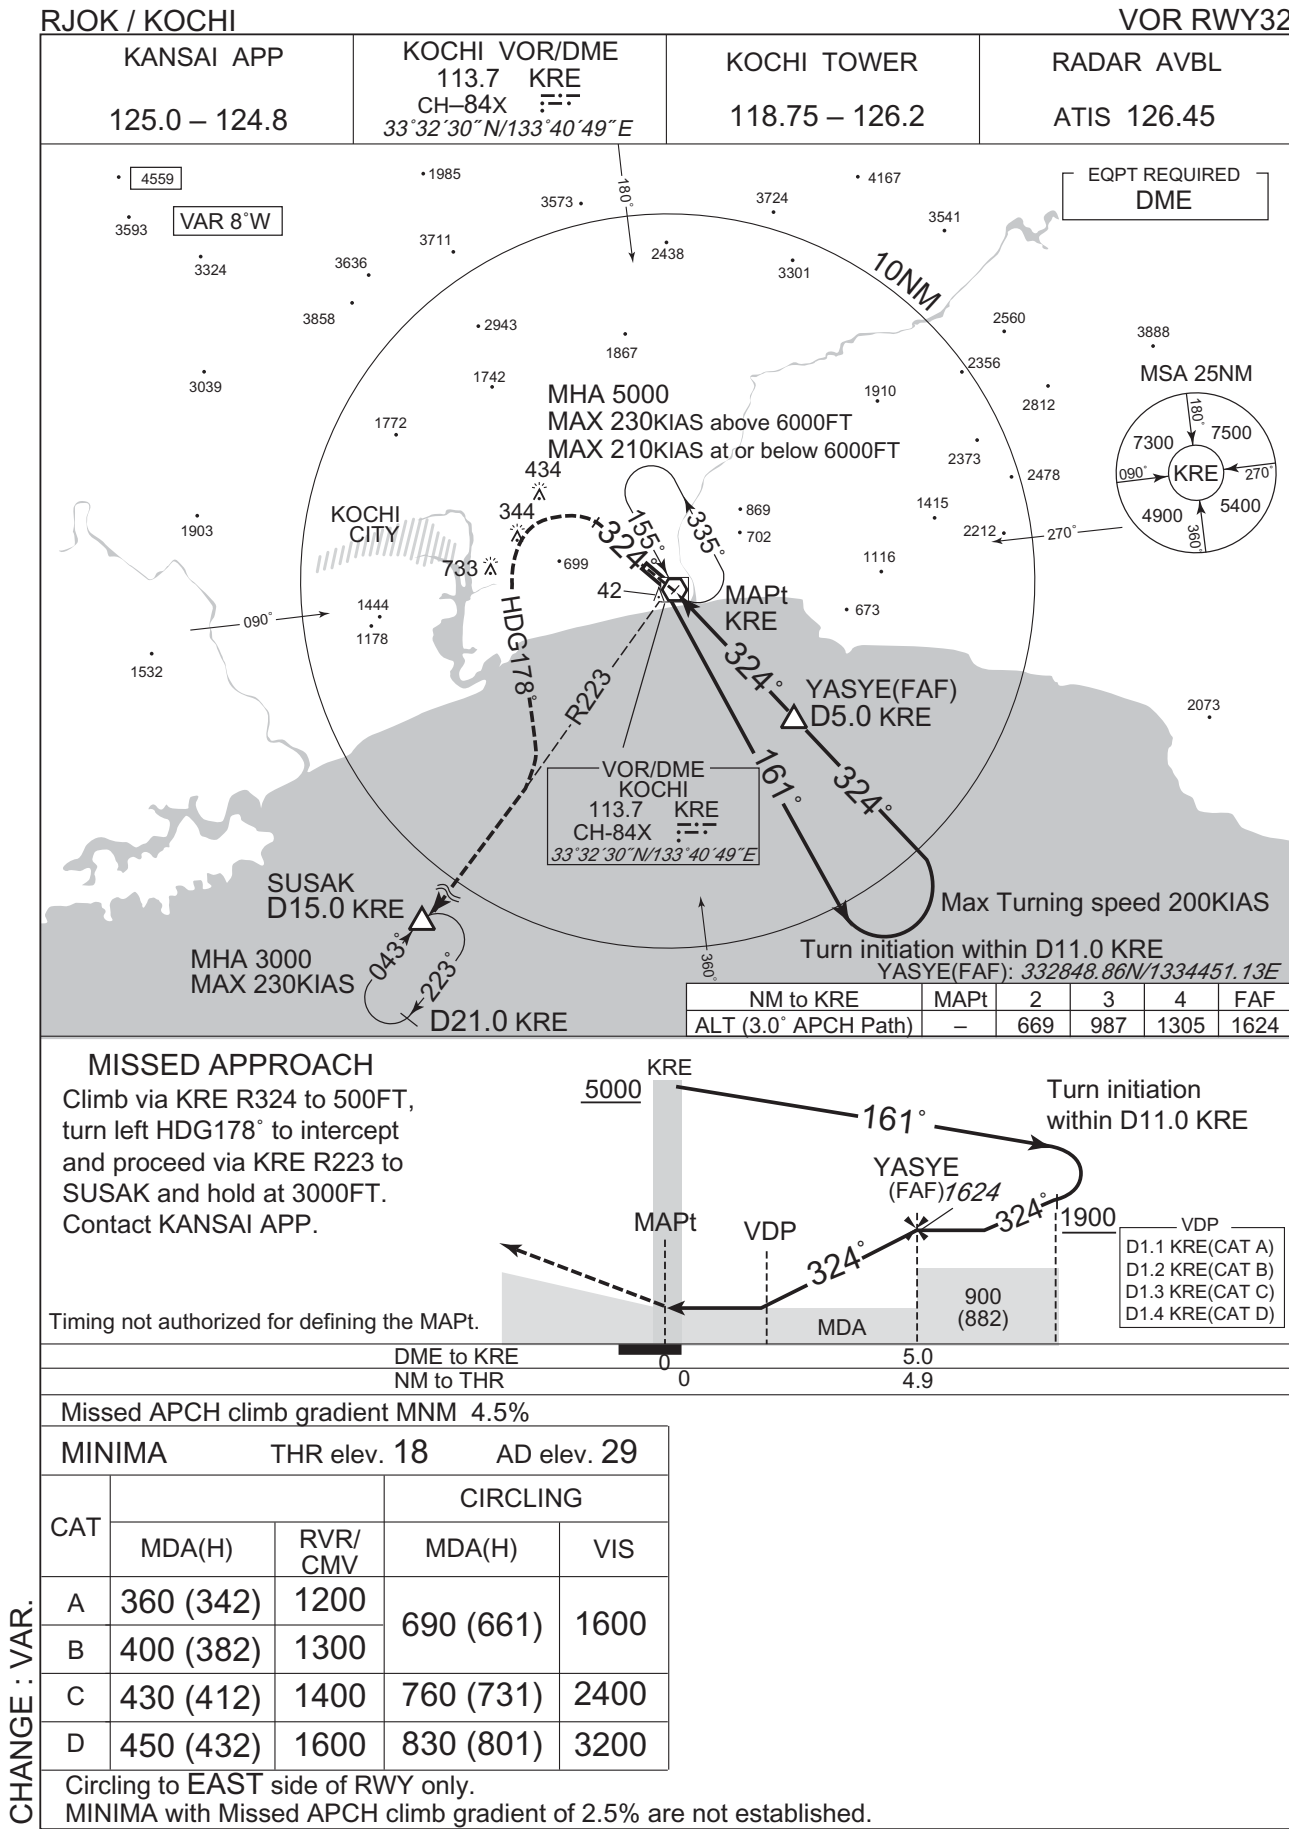 RJOK / KOCHI
VOR RWY32
KANSAI APP
125.0 – 124.8
KOCHI VOR/DME
113.7 KRE
CH–84X
33°32´30˝N/133°40´49˝E
KOCHI TOWER
118.75 – 126.2
RADAR AVBL
ATIS 126.45
4559
1985
180°
4167
EQPT REQUIRED
DME
3593
VAR 8°W
3573
3724
3541
3324
3711
3636
2438
3301
10NM
3858
2943
1867
2560
3888
3039
1742
2356
MSA 25NM
MHA 5000
MAX 230KIAS above 6000FT
MAX 210KIAS at or below 6000FT
1910
2812
1772
180°
7300
7500
090°
KRE
270°
4900
5400
360°
434
2373
2478
344
KOCHI
CITY
1903
155°
335°
869
702
1415
2212
270°
733
699
324°
42
1116
MAPt
KRE
673
1444
1178
090°
1532
HDG178°
R223
324°
YASYE(FAF)
D5.0 KRE
2073
161°
324°
VOR/DME
KOCHI
113.7 KRE
CH-84X
33°32´30˝N/133°40´49˝E
SUSAK
D15.0 KRE
Max Turning speed 200KIAS
Turn initiation within D11.0 KRE
YASYE(FAF): 332848.86N/1334451.13E
MHA 3000
MAX 230KIAS
043°
223°
D21.0 KRE
360°
NM to KRE MAPt 2 3 4 FAF
ALT (3.0° APCH Path) – 669 987 1305 1624
MISSED APPROACH
Climb via KRE R324 to 500FT,
turn left HDG178° to intercept
and proceed via KRE R223 to
SUSAK and hold at 3000FT.
Contact KANSAI APP.
Timing not authorized for defining the MAPt.
KRE
5000
161°
Turn initiation
within D11.0 KRE
YASYE
(FAF) 1624
324°
1900
MAPt
VDP
324°
VDP
D1.1 KRE(CAT A)
D1.2 KRE(CAT B)
D1.3 KRE(CAT C)
D1.4 KRE(CAT D)
MDA
900
(882)
DME to KRE 0 5.0
NM to THR 0 4.9
Missed APCH climb gradient MNM 4.5%
MINIMA THR elev. 18 AD elev. 29
CAT
CIRCLING
MDA(H) RVR/
CMV
MDA(H) VIS
A 360 (342) 1200 690 (661) 1600
B 400 (382) 1300
C 430 (412) 1400 760 (731) 2400
D 450 (432) 1600 830 (801) 3200
Circling to EAST side of RWY only.
MINIMA with Missed APCH climb gradient of 2.5% are not established.
CHANGE : VAR.